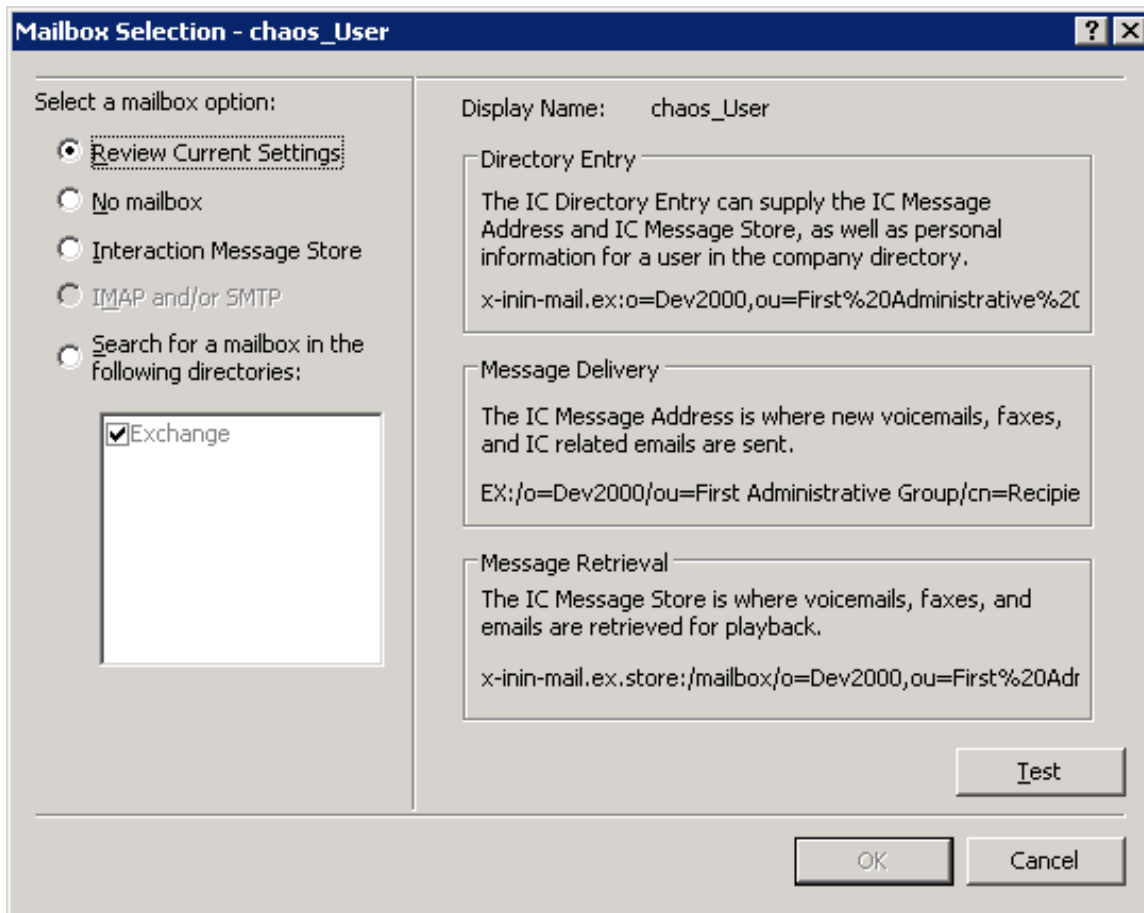 Mailbox Selection - chaos_User
Select a mailbox option:
Review Current Settings
No mailbox
Interaction Message Store
IMAP and/or SMTP
Search for a mailbox in the
following directories:
Exchange
Display Name: chaos_User
Directory Entry
The IC Directory Entry can supply the IC Message
Address and IC Message Store, as well as personal
information for a user in the company directory.
x-inin-mail.ex:o=Dev2000,ou=First%20Administrative%20
Message Delivery
The IC Message Address is where new voicemails, faxes,
and IC related emails are sent.
EX:/o=Dev2000/ou=First Administrative Group/cn=Recipie
Message Retrieval
The IC Message Store is where voicemails, faxes, and
emails are retrieved for playback.
x-inin-mail.ex.store:/mailbox/o=Dev2000,ou=First%20Adr
Test
OK
Cancel